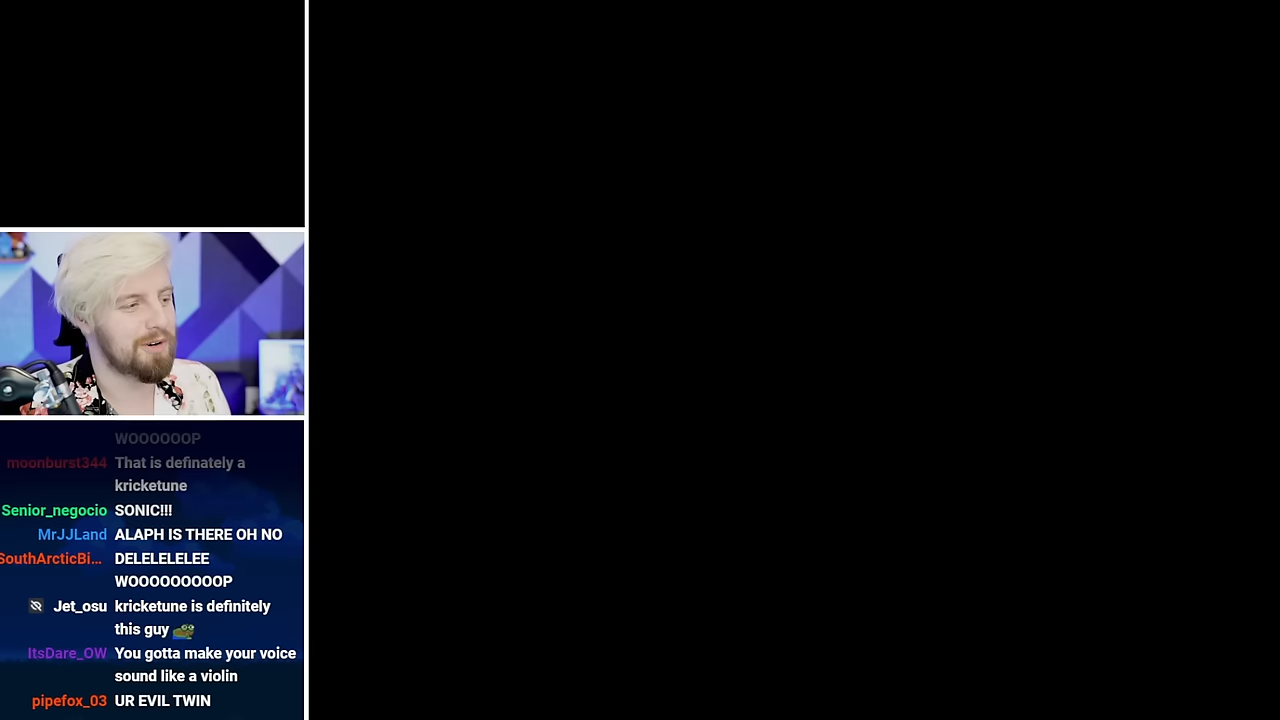 WOOOOOOP
moonburst344 That is definately a
kricketune
Senior_negocio SONIC!!!
MrJJLand ALAPH IS THERE OH NO
SouthArcticBi... DELELELELEE
WOOOOOOOOOP
Jet_osu kricketune is definitely
this guy
ItsDare_OW You gotta make your voice
sound like a violin
pipefox_03 UR EVIL TWIN